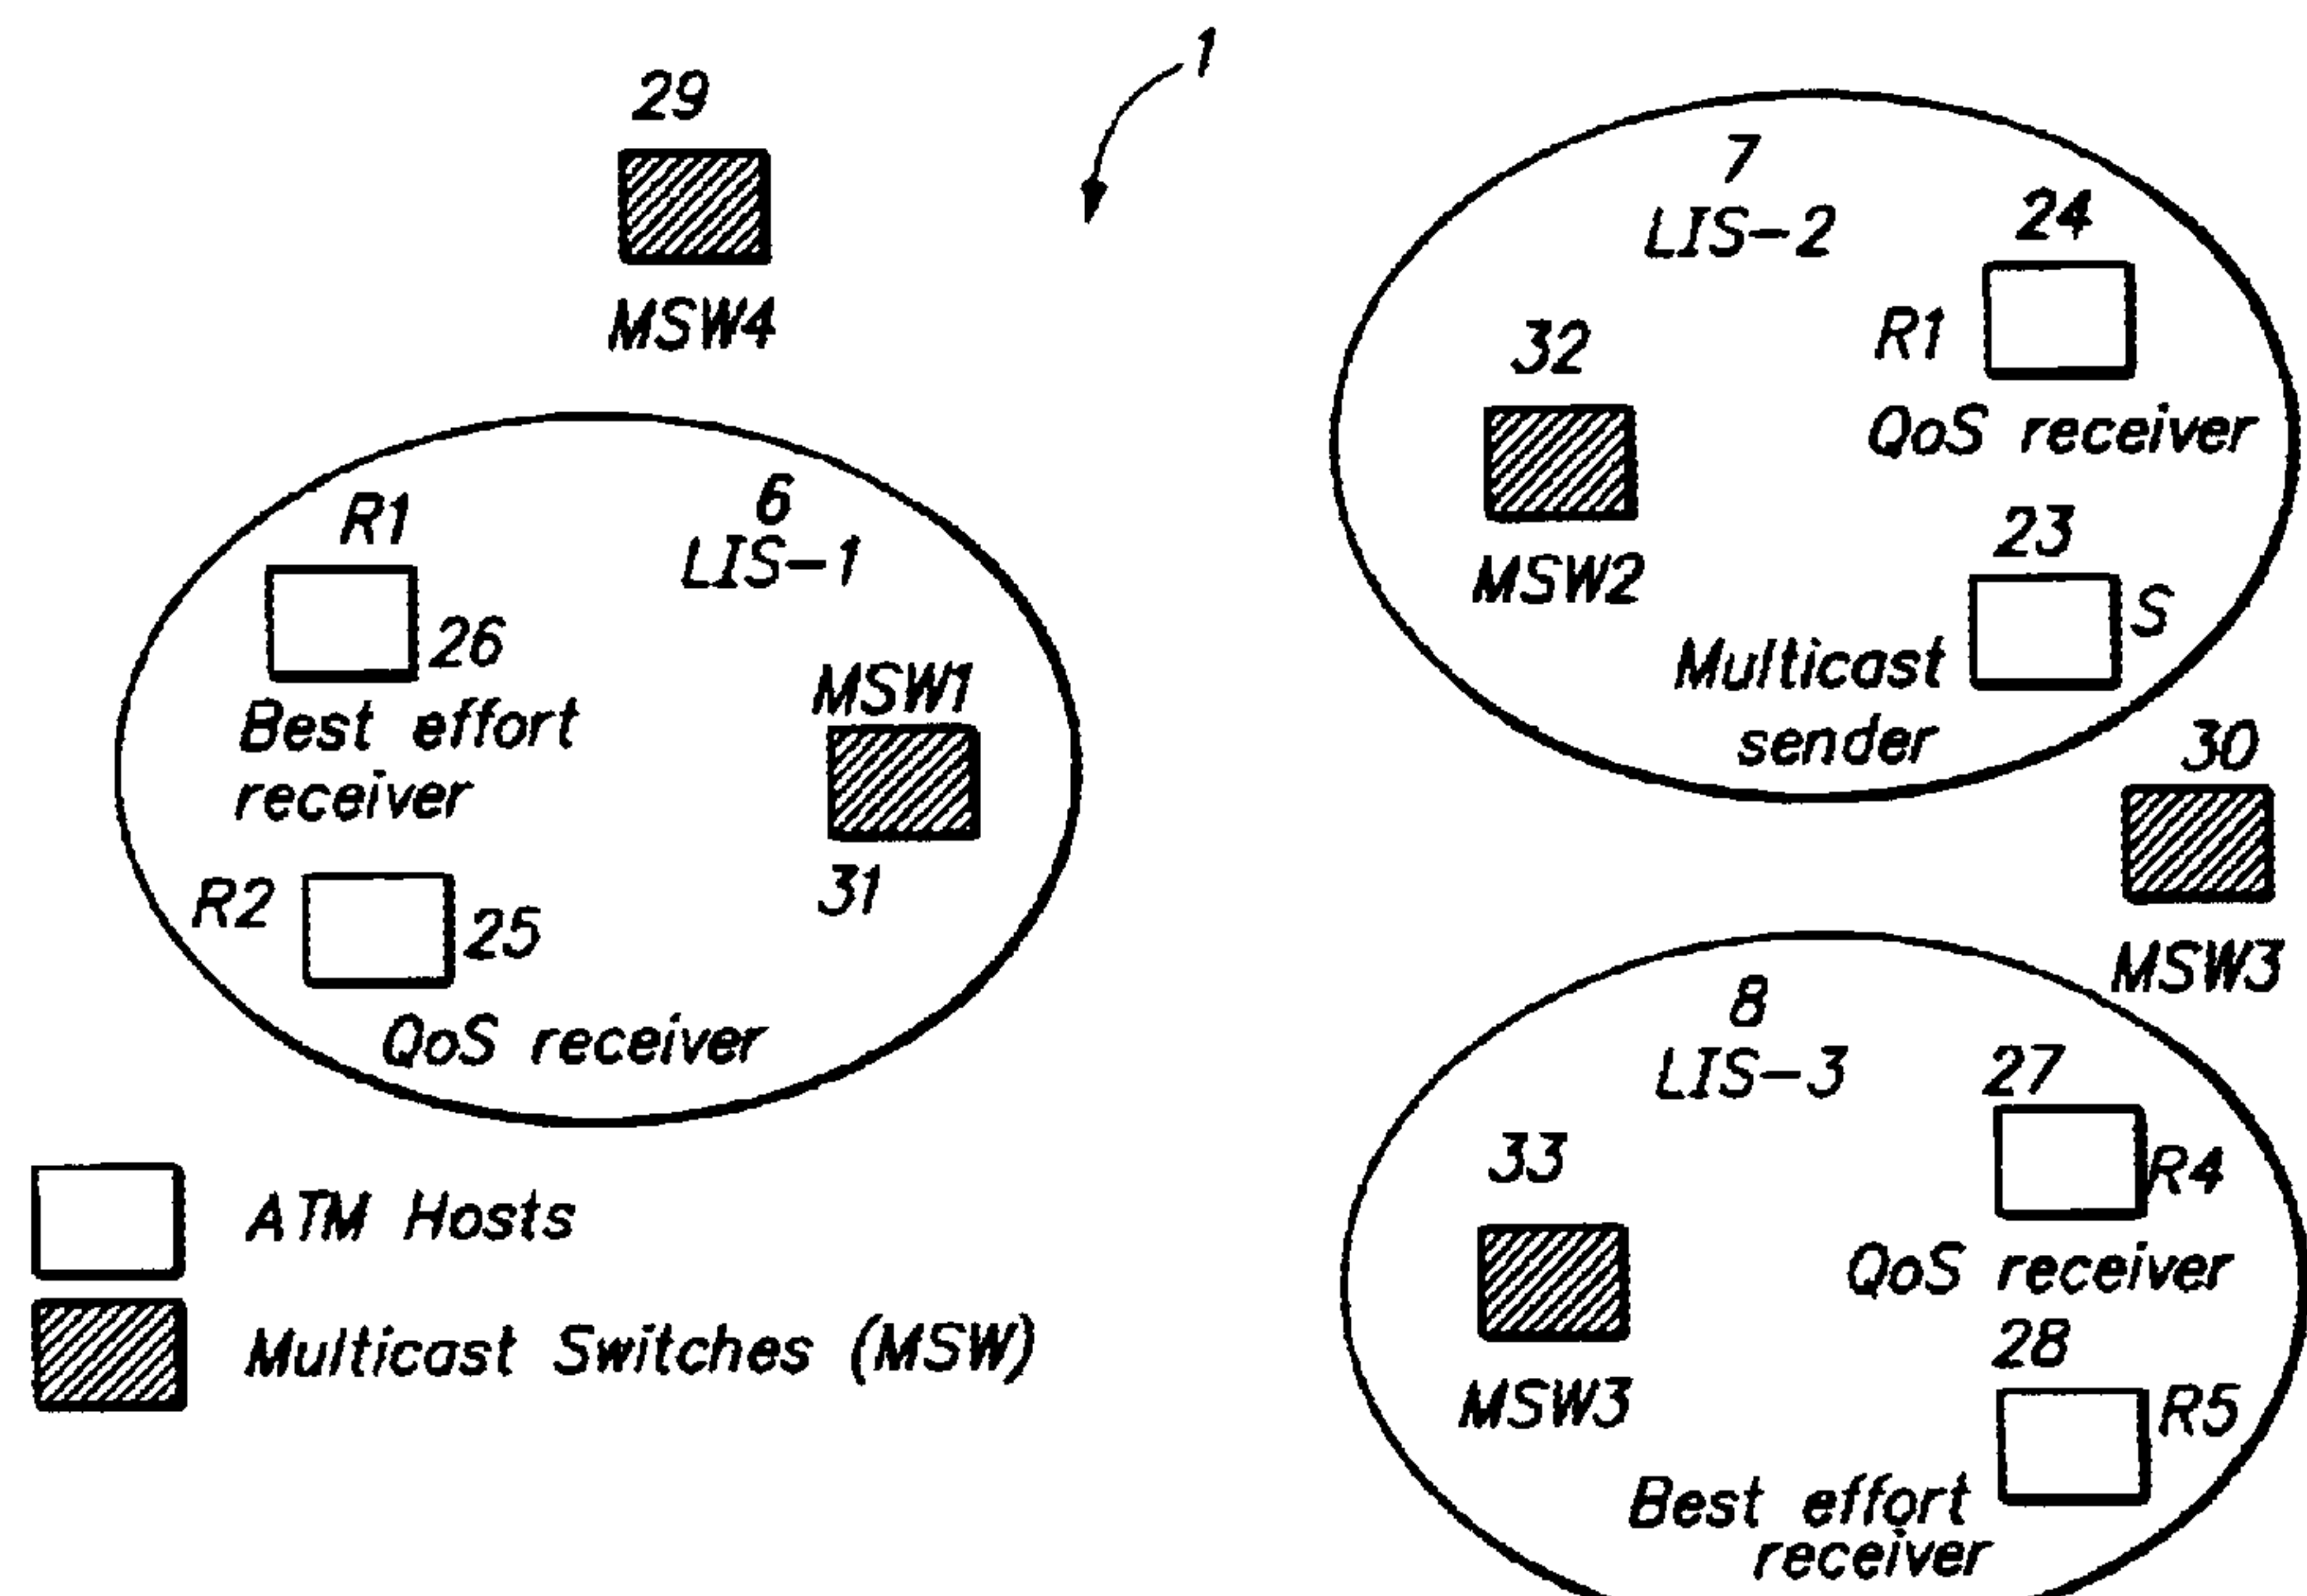 1
29
MSW4
7
LIS-2
24
R1
QoS receiver
32
MSW2
23
S
Multicast
sender
30
MSW3
R1
6
LIS-1
26
Best effort
receiver
MSW1
31
R2
25
QoS receiver
8
LIS-3
27
R4
QoS receiver
33
MSW3
28
R5
Best effort
receiver
ATM Hosts
Multicast Switches (MSW)